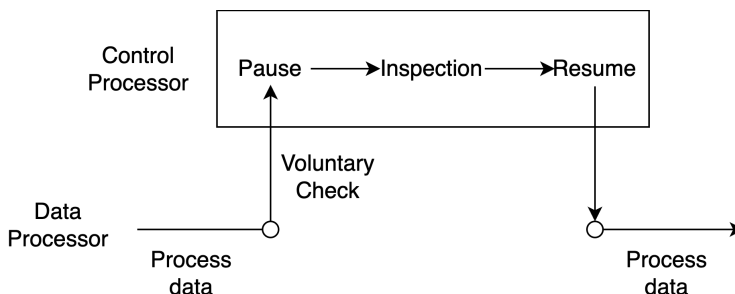 Control
Processor
Pause
Inspection
Resume
Voluntary
Check
Data
Processor
Process
data
Process
data